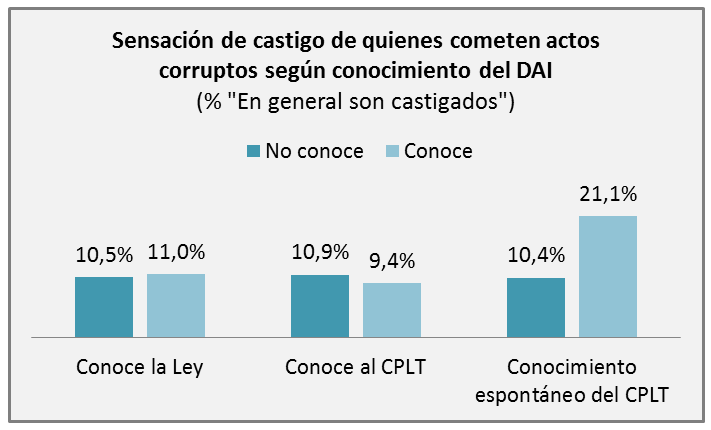 Sensación de castigo de quienes cometen actos
corruptos según conocimiento del DAI
(% "En general son castigados")
No conoce Conoce
10,5% 11,0% 10,9% 9,4% 10,4% 21,1%
Conoce la Ley Conoce al CPLT Conocimiento
espontáneo del CPLT